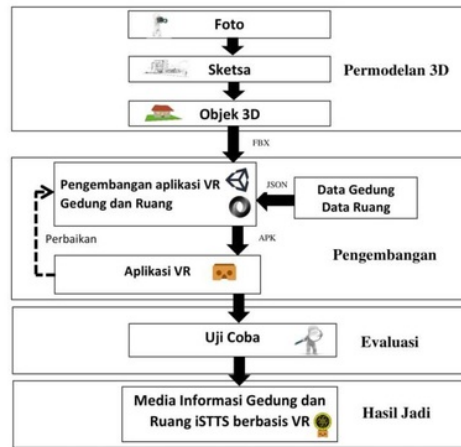 Foto
Sketsa
Permodelan 3D
Objek 3D
FBX
Pengembangan aplikasi VR
Gedung dan Ruang
JSON
Data Gedung
Data Ruang
Perbaikan
APK
Pengembangan
Aplikasi VR
Uji Coba
Evaluasi
Media Informasi Gedung dan
Ruang iSTTS berbasis VR
Hasil Jadi